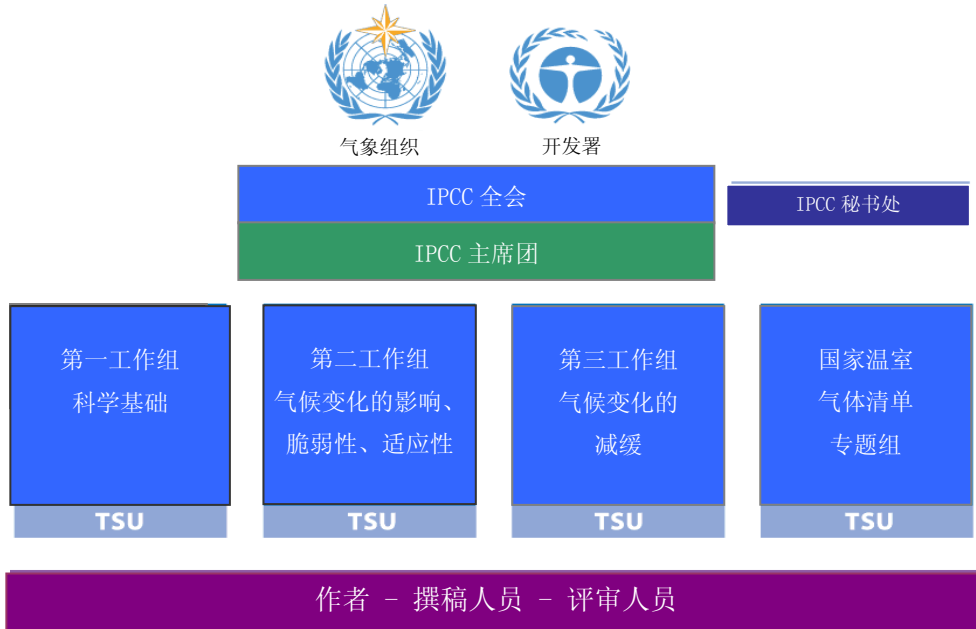 气象组织
开发署
IPCC 全会
IPCC 秘书处
IPCC 主席团
第一工作组
科学基础
TSU
第二工作组
气候变化的影响、
脆弱性、适应性
TSU
第三工作组
气候变化的
减缓
TSU
国家温室
气体清单
专题组
TSU
作者 - 撰稿人员 - 评审人员